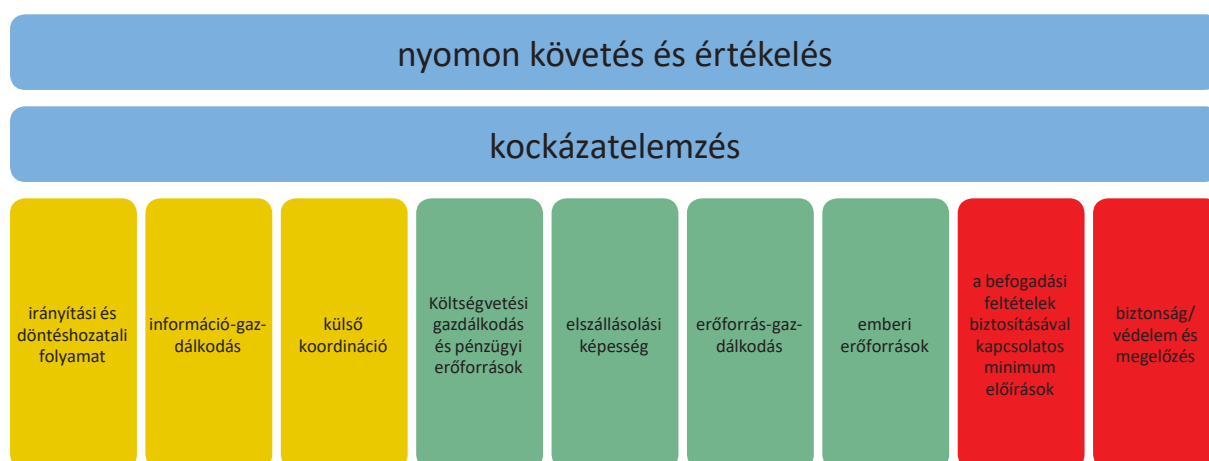 nyomon követés és értékelés
kockázatelemzés
irányítási és
döntéshozatali
folyamat
információ-gaz-
dálkodás
külső
koordináció
Költségvetési
gazdálkodás
és pénzügyi
erőforrások
elszállásolási
képesség
erőforrás-gaz-
dálkodás
emberi
erőforrások
a befogadási
feltételek
biztosításával
kapcsolatos
minimum
előírások
biztonság/
védelem és
megelőzés